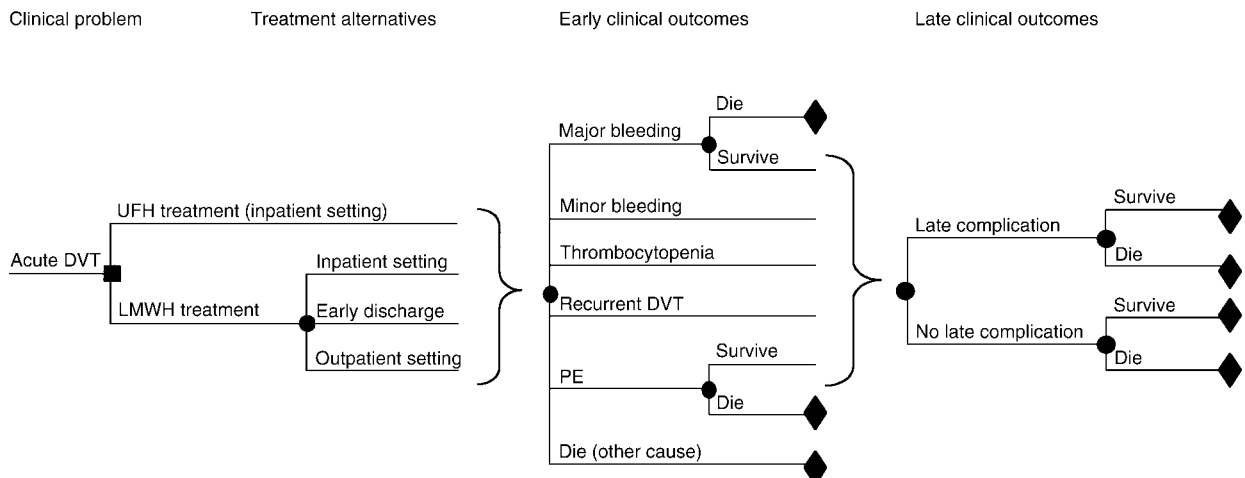 Clinical problem
Treatment alternatives
Early clinical outcomes
Late clinical outcomes
Acute DVT
UFH treatment (inpatient setting)
LMWH treatment
Inpatient setting
Early discharge
Outpatient setting
Major bleeding
Die
Survive
Minor bleeding
Thrombocytopenia
Recurrent DVT
PE
Survive
Die
Die (other cause)
Late complication
Survive
Die
No late complication
Survive
Die